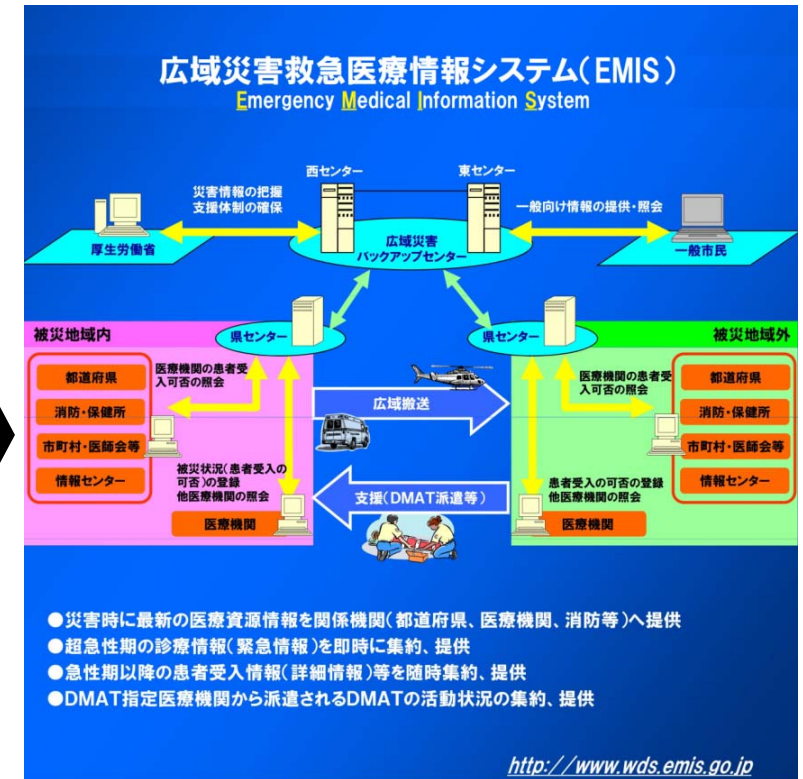 広域災害救急医療情報システム(EMIS)
Emergency Medical Information System
西センター
東センター
災害情報の把握
支援体制の確保
一般向け情報の提供・照会
厚生労働省
広域災害
バックアップセンター
一般市民
被災地域内
県センター
県センター
被災地域外
都道府県
消防・保健所
市町村・医師会等
情報センター
医療機関の患者受
入可否の照会
被災状況(患者受入の
可否)の登録
他医療機関の照会
医療機関
広域搬送
支援(DMAT派遣等)
医療機関の患者受
入可否の照会
患者受入の可否の登録
他医療機関の照会
医療機関
都道府県
消防・保健所
市町村・医師会等
情報センター
●災害時に最新の医療資源情報を関係機関(都道府県、医療機関、消防等)へ提供
●超急性期の診療情報(緊急情報)を即時に集約、提供
●急性期以降の患者受入情報(詳細情報)等を随時集約、提供
●DMAT指定医療機関から派遣されるDMATの活動状況の集約、提供
http://www.wds.emis.go.jp